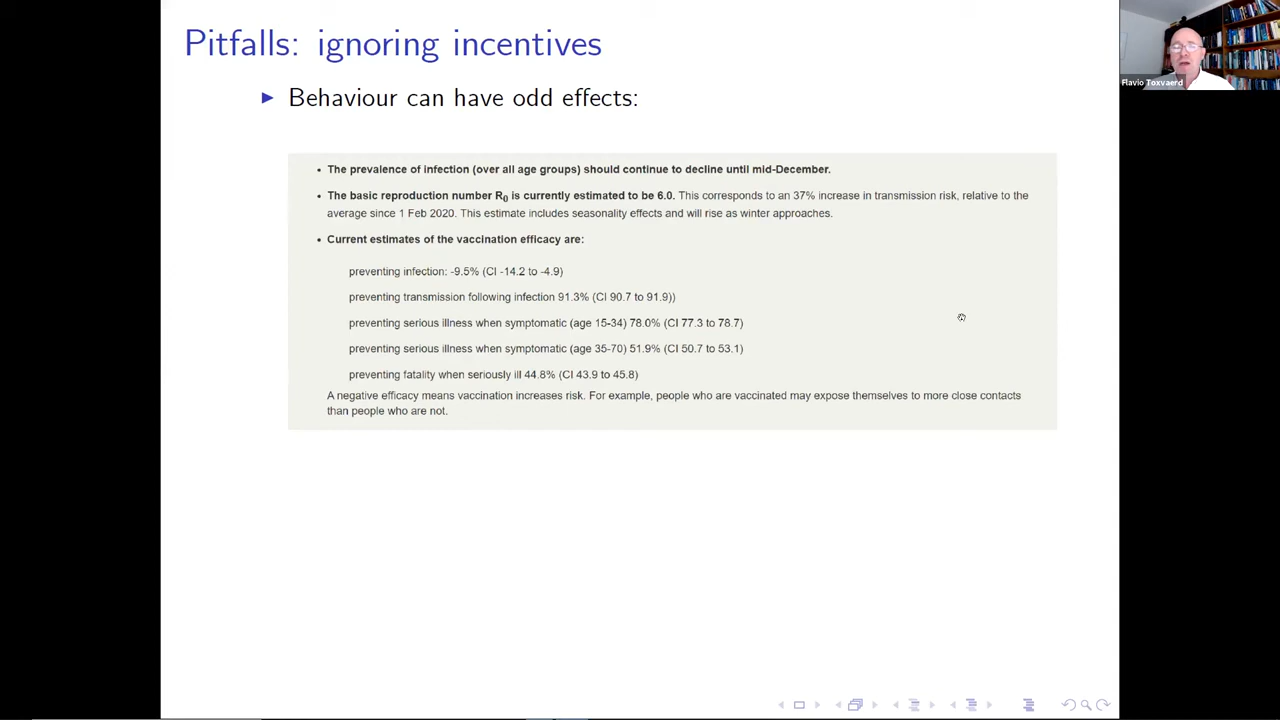 Pitfalls: ignoring incentives
Flavio Toxvaerd
▶ Behaviour can have odd effects:
• The prevalence of infection (over all age groups) should continue to decline until mid-December.
• The basic reproduction number R0 is currently estimated to be 6.0. This corresponds to an 37% increase in transmission risk, relative to the
average since 1 Feb 2020. This estimate includes seasonality effects and will rise as winter approaches.
• Current estimates of the vaccination efficacy are:
preventing infection: -9.5% (CI -14.2 to -4.9)
preventing transmission following infection 91.3% (CI 90.7 to 91.9))
preventing serious illness when symptomatic (age 15-34) 78.0% (CI 77.3 to 78.7)
preventing serious illness when symptomatic (age 35-70) 51.9% (CI 50.7 to 53.1)
preventing fatality when seriously ill 44.8% (CI 43.9 to 45.8)
A negative efficacy means vaccination increases risk. For example, people who are vaccinated may expose themselves to more close contacts
than people who are not.